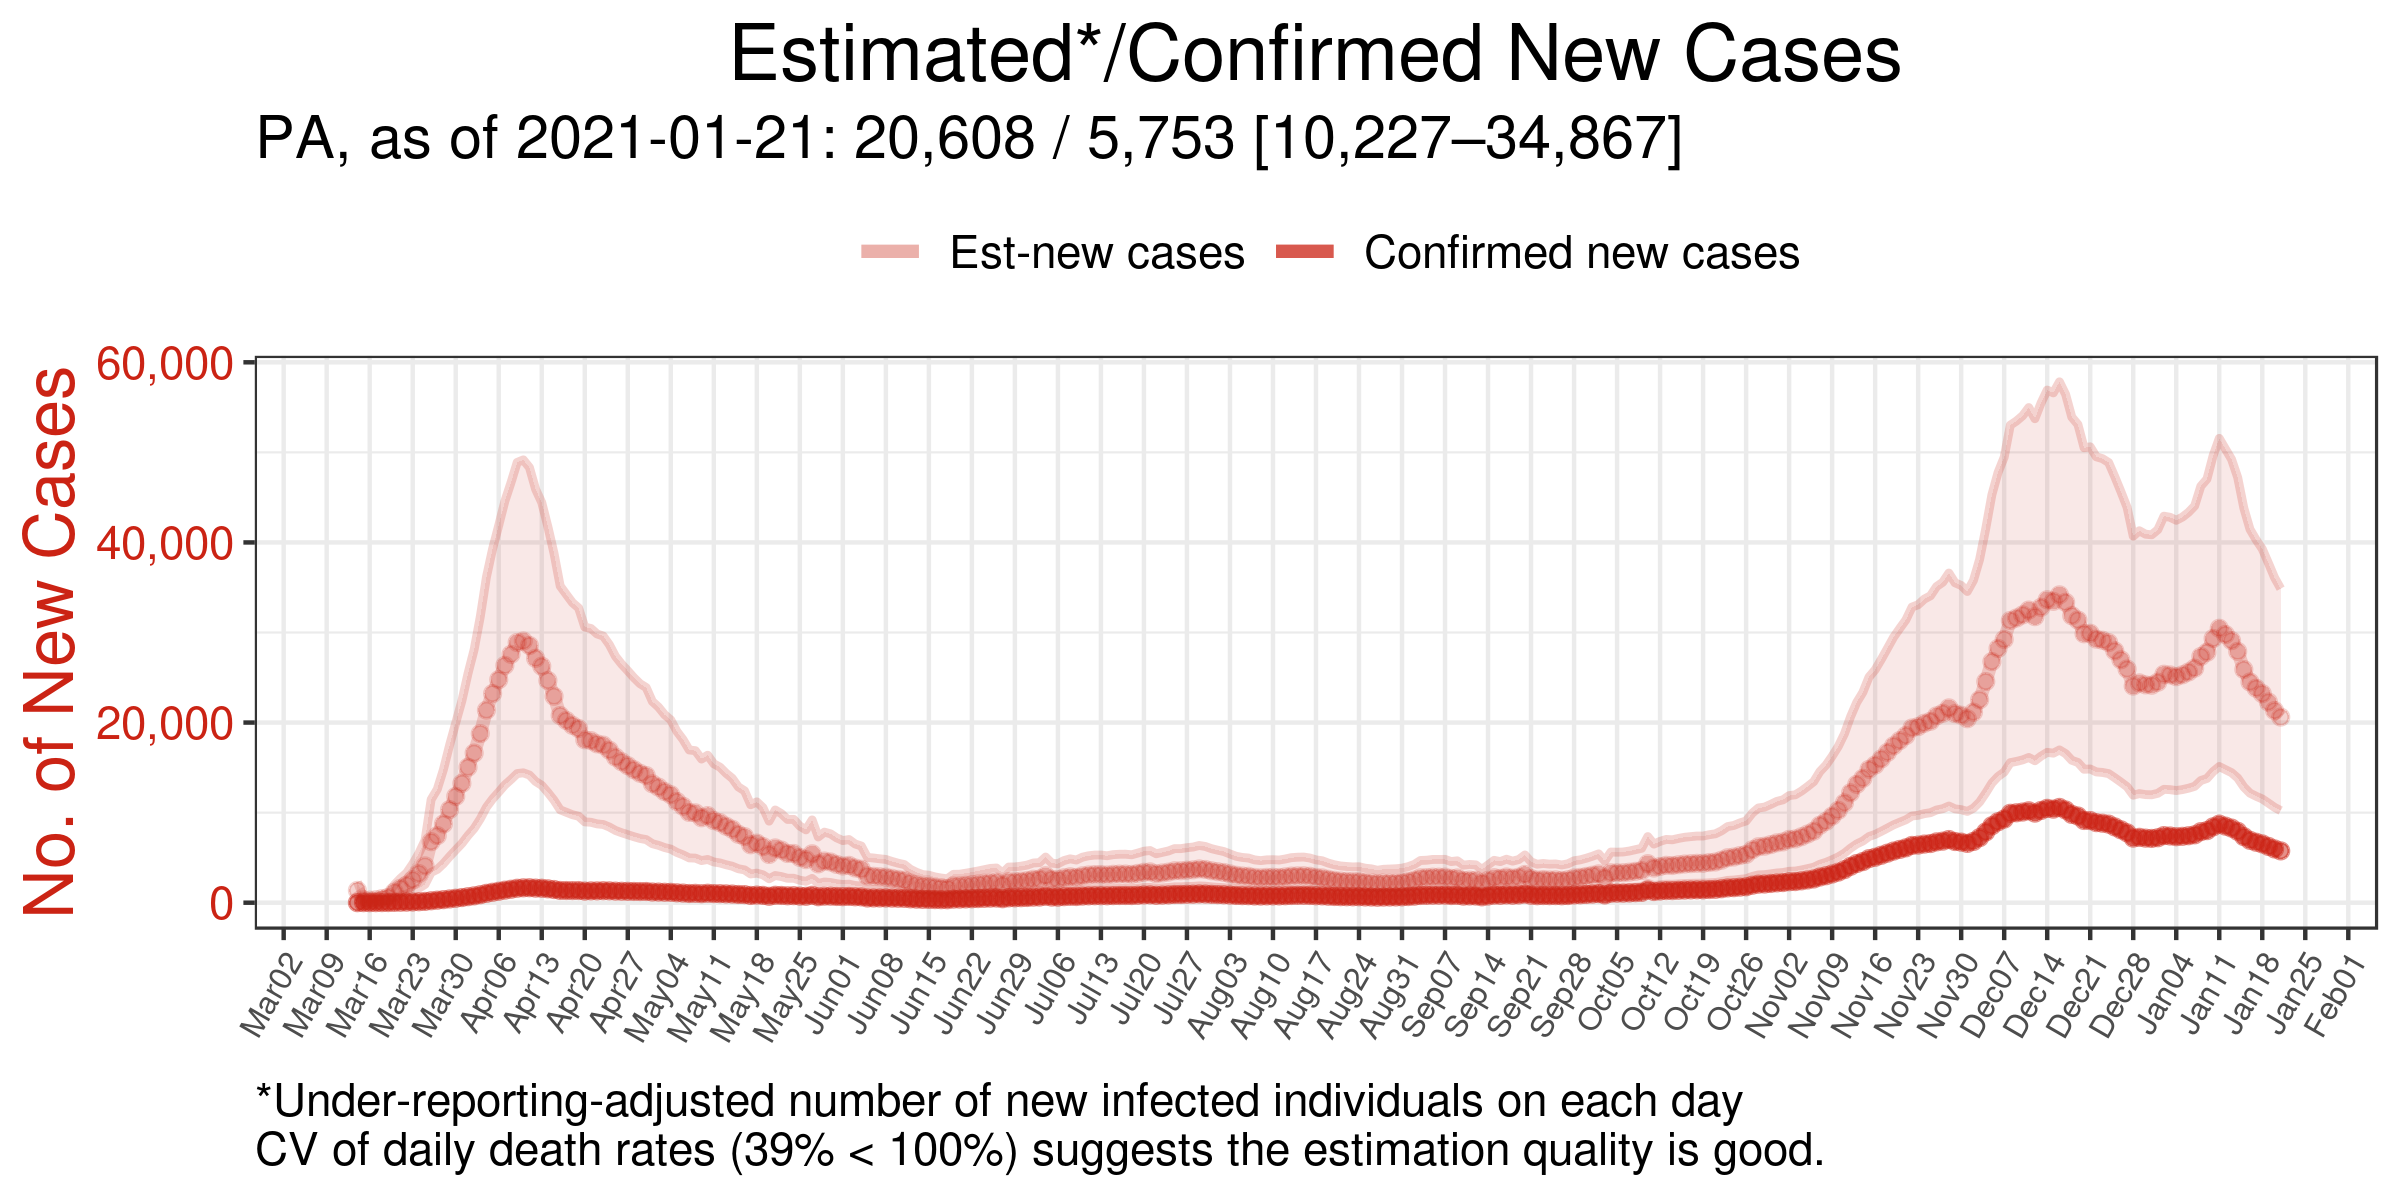 Estimated*/Confirmed New Cases
PA, as of 2021-01-21: 20,608 / 5,753 [10,227–34,867]
Est-new cases
Confirmed new cases
No. of New Cases
60,000
40,000
20,000
0
Mar02
Mar09
Mar16
Mar23
Mar30
Apr06
Apr13
Apr20
Apr27
May04
May11
May18
May25
Jun01
Jun08
Jun15
Jun22
Jun29
Jul06
Jul13
Jul20
Jul27
Aug03
Aug10
Aug17
Aug24
Aug31
Sep07
Sep14
Sep21
Sep28
Oct05
Oct12
Oct19
Oct26
Nov02
Nov09
Nov16
Nov23
Nov30
Dec07
Dec14
Dec21
Dec28
Jan04
Jan11
Jan18
Jan25
Feb01
*Under-reporting-adjusted number of new infected individuals on each day
CV of daily death rates (39% < 100%) suggests the estimation quality is good.